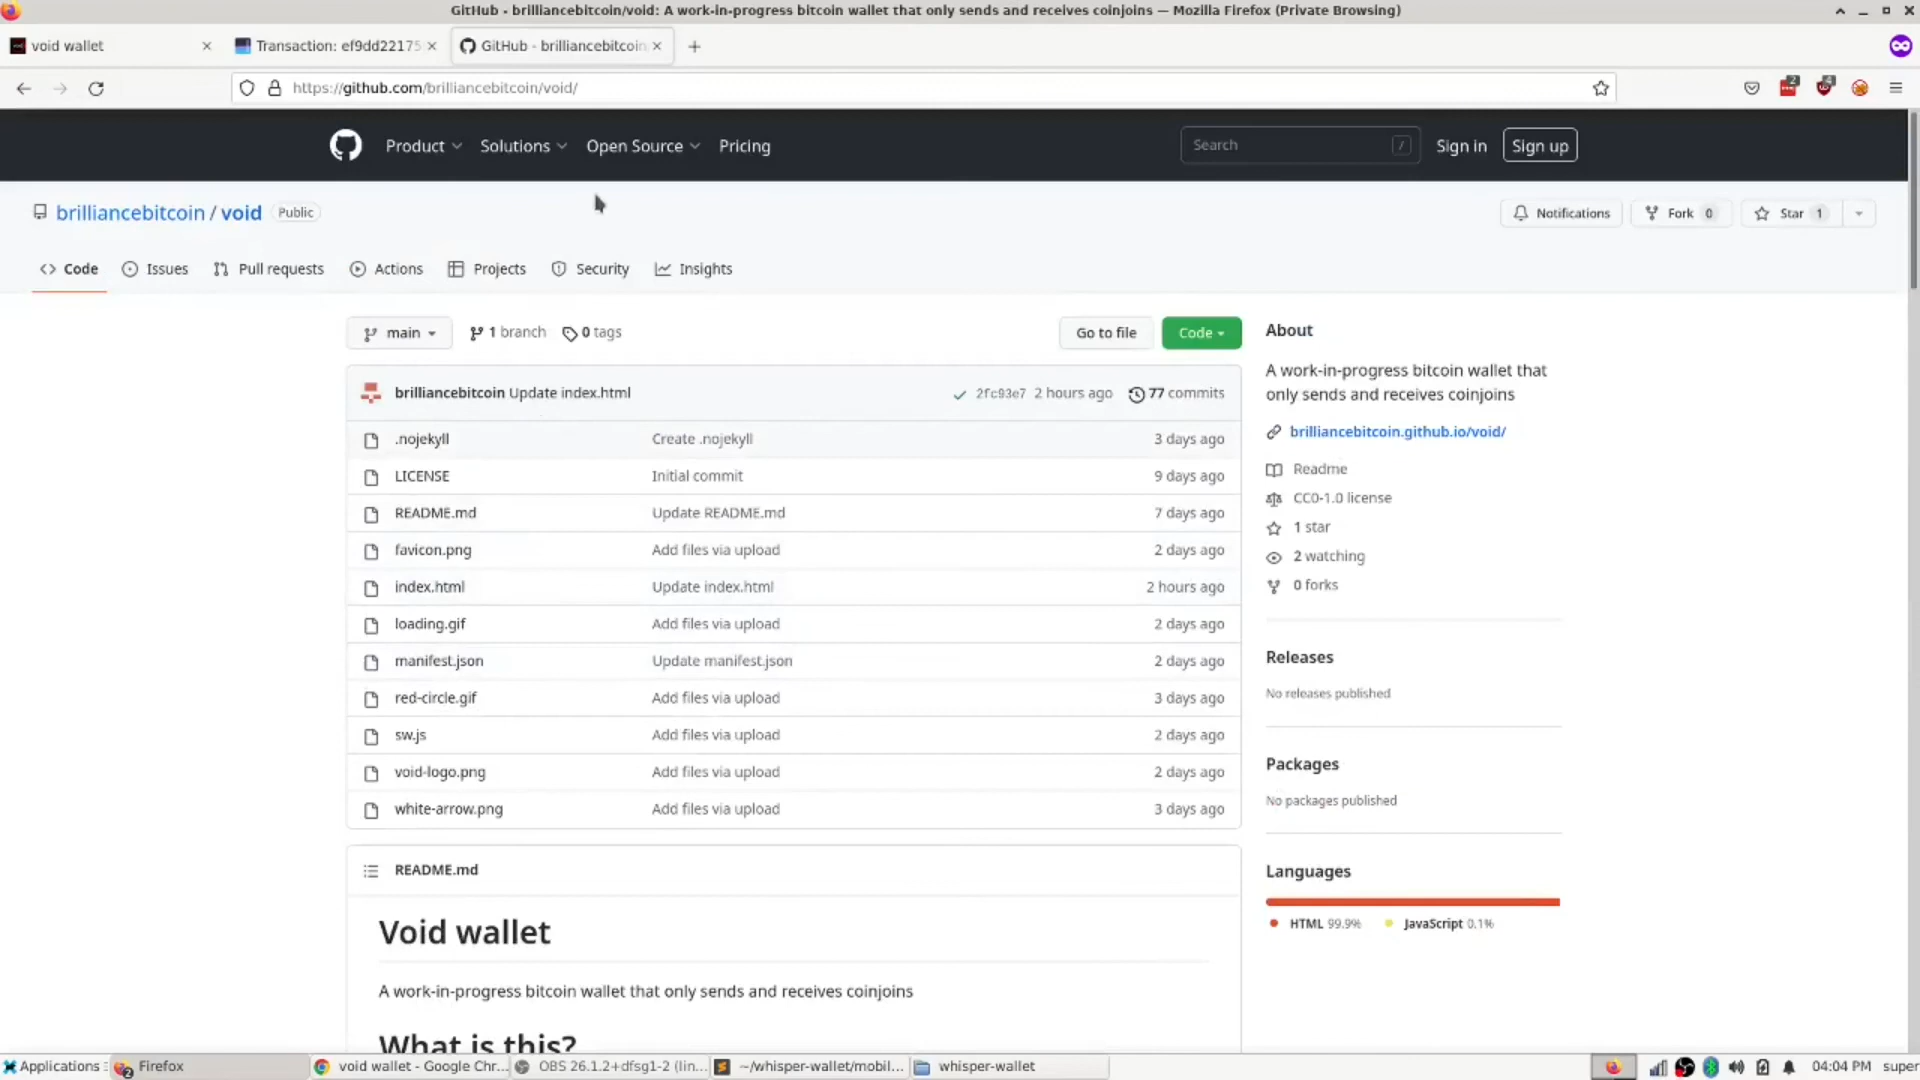 GitHub - brilliancebitcoin/void: A work-in-progress bitcoin wallet that only sends and receives coinjoins — Mozilla Firefox (Private Browsing)
void wallet
Transaction: ef9dd22175
GitHub - brilliancebitcoin
https://github.com/brilliancebitcoin/void/
2
4
Product
Solutions
Open Source
Pricing
Search
/
Sign in
Sign up
brilliancebitcoin / void
Public
Notifications
Fork 0
Star 1
<> Code
Issues
Pull requests
Actions
Projects
Security
Insights
main
1 branch
0 tags
Go to file
Code
brilliancebitcoin Update index.html
2fc93e7 2 hours ago
77 commits
.nojekyll Create .nojekyll 3 days ago
LICENSE Initial commit 9 days ago
README.md Update README.md 7 days ago
favicon.png Add files via upload 2 days ago
index.html Update index.html 2 hours ago
loading.gif Add files via upload 2 days ago
manifest.json Update manifest.json 2 days ago
red-circle.gif Add files via upload 3 days ago
sw.js Add files via upload 2 days ago
void-logo.png Add files via upload 2 days ago
white-arrow.png Add files via upload 3 days ago
README.md
Void wallet
A work-in-progress bitcoin wallet that only sends and receives coinjoins
What is this?
About
A work-in-progress bitcoin wallet that
only sends and receives coinjoins
brilliancebitcoin.github.io/void/
Readme
CC0-1.0 license
1 star
2 watching
0 forks
Releases
No releases published
Packages
No packages published
Languages
HTML 99.9%
JavaScript 0.1%
Applications
2
Firefox
void wallet - Google Chr...
OBS 26.1.2+dfsg1-2 (lin...
~/whisper-wallet/mobil...
whisper-wallet
04:04 PM
super